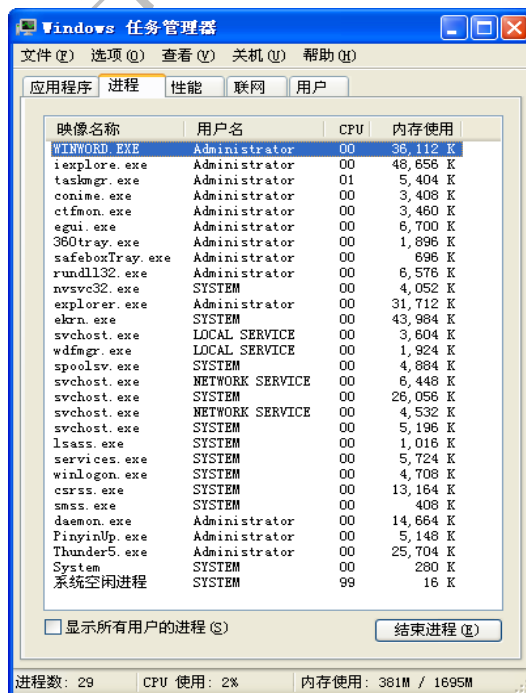 Windows 任务管理器
文件(F) 选项(O) 查看(V) 关机(U) 帮助(H)
应用程序 进程 性能 联网 用户
映像名称 用户名 CPU 内存使用
WINWORD.EXE Administrator 00 36,112 K
iexplore.exe Administrator 00 48,656 K
taskmgr.exe Administrator 01 5,404 K
conime.exe Administrator 00 3,408 K
ctfmon.exe Administrator 00 3,460 K
egui.exe Administrator 00 6,700 K
360tray.exe Administrator 00 1,896 K
safeboxTray.exe Administrator 00 696 K
rundll32.exe Administrator 00 6,576 K
nvsvc32.exe SYSTEM 00 4,052 K
explorer.exe Administrator 00 31,712 K
ekrn.exe SYSTEM 00 43,984 K
svchost.exe LOCAL SERVICE 00 3,604 K
wdfmgr.exe LOCAL SERVICE 00 1,924 K
spoolsv.exe SYSTEM 00 4,884 K
svchost.exe NETWORK SERVICE 00 6,448 K
svchost.exe SYSTEM 00 26,056 K
svchost.exe NETWORK SERVICE 00 4,532 K
svchost.exe SYSTEM 00 5,196 K
lsass.exe SYSTEM 00 1,016 K
services.exe SYSTEM 00 5,724 K
winlogon.exe SYSTEM 00 4,708 K
csrss.exe SYSTEM 00 13,164 K
smss.exe SYSTEM 00 408 K
daemon.exe Administrator 00 14,664 K
PinyinUp.exe Administrator 00 5,148 K
Thunder5.exe Administrator 00 25,704 K
System SYSTEM 00 280 K
系统空闲进程 SYSTEM 99 16 K
显示所有用户的进程(S) 结束进程(E)
进程数: 29 CPU 使用: 2% 内存使用: 381M / 1695M